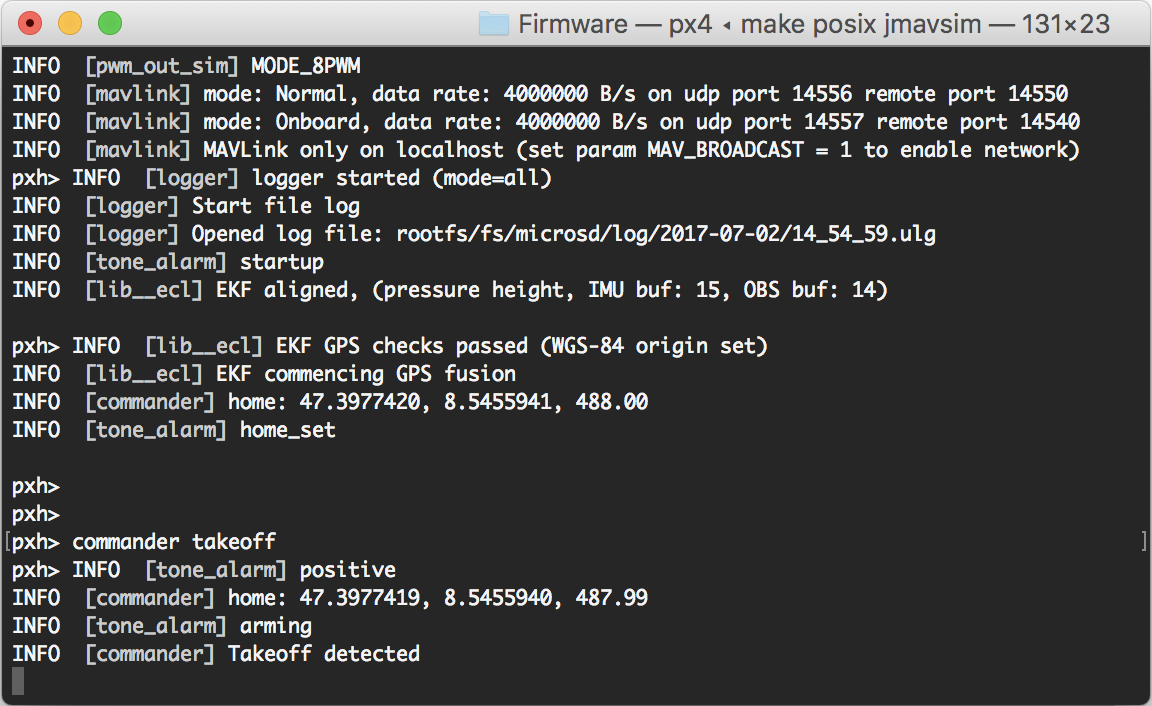 Firmware — px4 ◂ make posix jmavsim — 131×23
INFO  [pwm_out_sim] MODE_8PWM
INFO  [mavlink] mode: Normal, data rate: 4000000 B/s on udp port 14556 remote port 14550
INFO  [mavlink] mode: Onboard, data rate: 4000000 B/s on udp port 14557 remote port 14540
INFO  [mavlink] MAVLink only on localhost (set param MAV_BROADCAST = 1 to enable network)
pxh> INFO  [logger] logger started (mode=all)
INFO  [logger] Start file log
INFO  [logger] Opened log file: rootfs/fs/microsd/log/2017-07-02/14_54_59.ulg
INFO  [tone_alarm] startup
INFO  [lib__ecl] EKF aligned, (pressure height, IMU buf: 15, OBS buf: 14)
pxh> INFO  [lib__ecl] EKF GPS checks passed (WGS-84 origin set)
INFO  [lib__ecl] EKF commencing GPS fusion
INFO  [commander] home: 47.3977420, 8.5455941, 488.00
INFO  [tone_alarm] home_set
pxh>
pxh>
[pxh> commander takeoff ]
pxh> INFO  [tone_alarm] positive
INFO  [commander] home: 47.3977419, 8.5455940, 487.99
INFO  [tone_alarm] arming
INFO  [commander] Takeoff detected